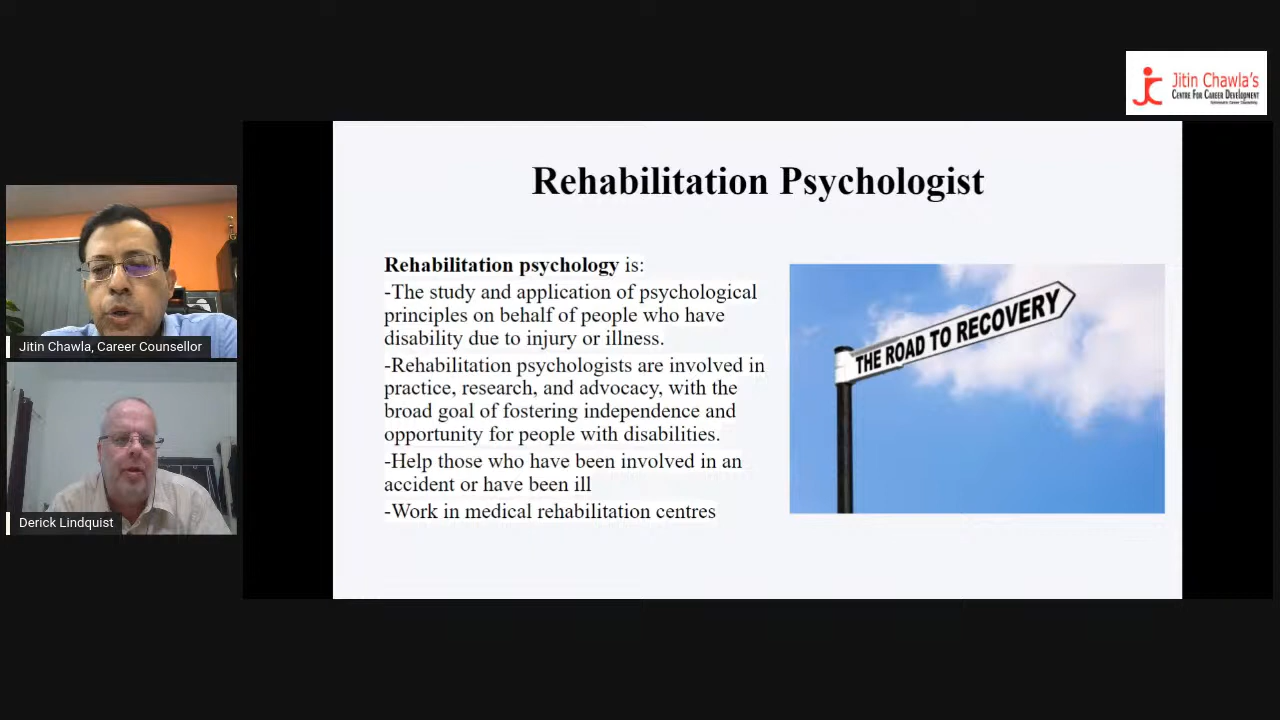 Jitin Chawla's
CENTRE FOR CAREER DEVELOPMENT
Rehabilitation Psychologist
Rehabilitation psychology is:
-The study and application of psychological
principles on behalf of people who have
disability due to injury or illness.
-Rehabilitation psychologists are involved in
practice, research, and advocacy, with the
broad goal of fostering independence and
opportunity for people with disabilities.
-Help those who have been involved in an
accident or have been ill
-Work in medical rehabilitation centres
THE ROAD TO RECOVERY
Jitin Chawla, Career Counsellor
Derick Lindquist